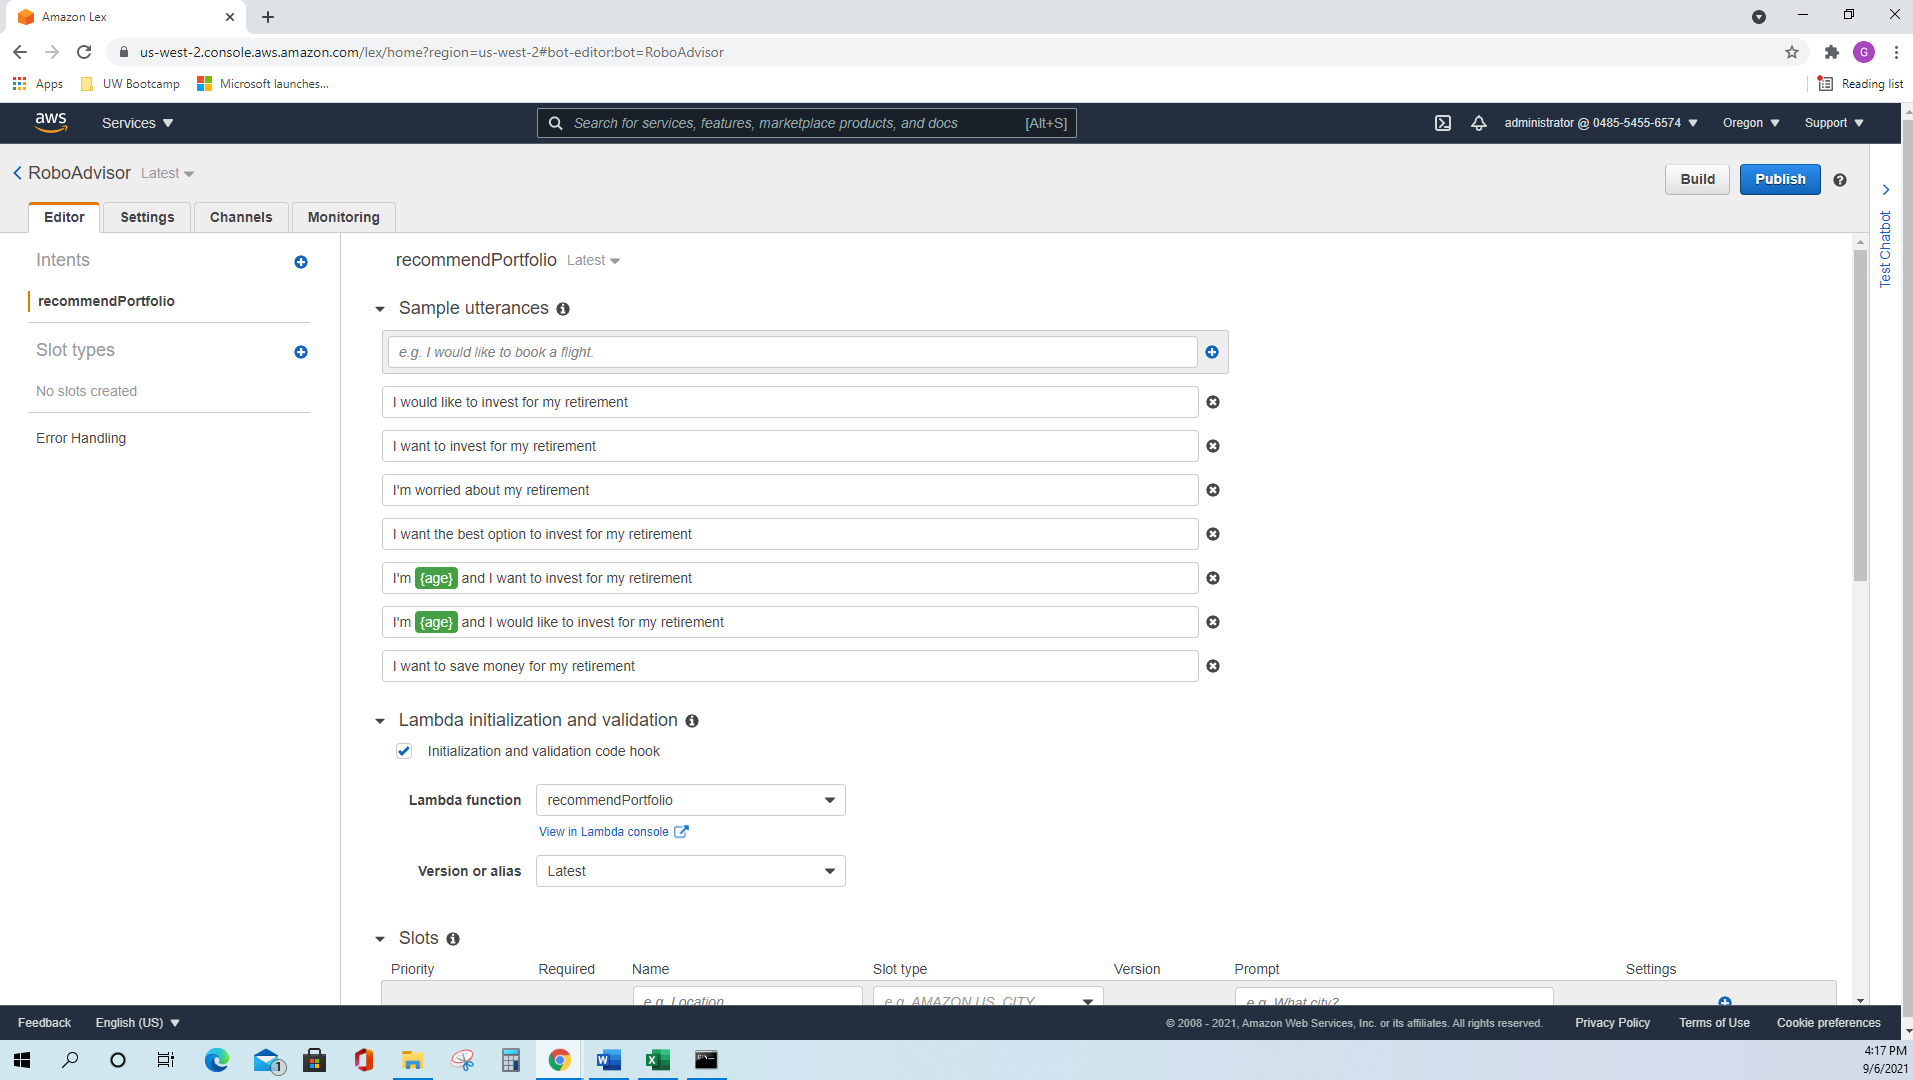 Amazon Lex
us-west-2.console.aws.amazon.com/lex/home?region=us-west-2#bot-editor:bot=RoboAdvisor
G
Apps UW Bootcamp Microsoft launches... Reading list
aws Services Search for services, features, marketplace products, and docs [Alt+S] administrator @ 0485-5455-6574 Oregon Support
RoboAdvisor Latest Build Publish
Test Chatbot
Editor Settings Channels Monitoring
Intents
recommendPortfolio
Slot types
No slots created
Error Handling
recommendPortfolio Latest
Sample utterances
e.g. I would like to book a flight.
I would like to invest for my retirement
I want to invest for my retirement
I'm worried about my retirement
I want the best option to invest for my retirement
I'm {age} and I want to invest for my retirement
I'm {age} and I would like to invest for my retirement
I want to save money for my retirement
Lambda initialization and validation
Initialization and validation code hook
Lambda function recommendPortfolio
View in Lambda console
Version or alias Latest
Slots
Priority Required Name Slot type Version Prompt Settings
e.g. Location e.g. AMAZON.US_CITY e.g. What city?
Feedback English (US) © 2008 - 2021, Amazon Web Services, Inc. or its affiliates. All rights reserved. Privacy Policy Terms of Use Cookie preferences
1
4:17 PM
9/6/2021